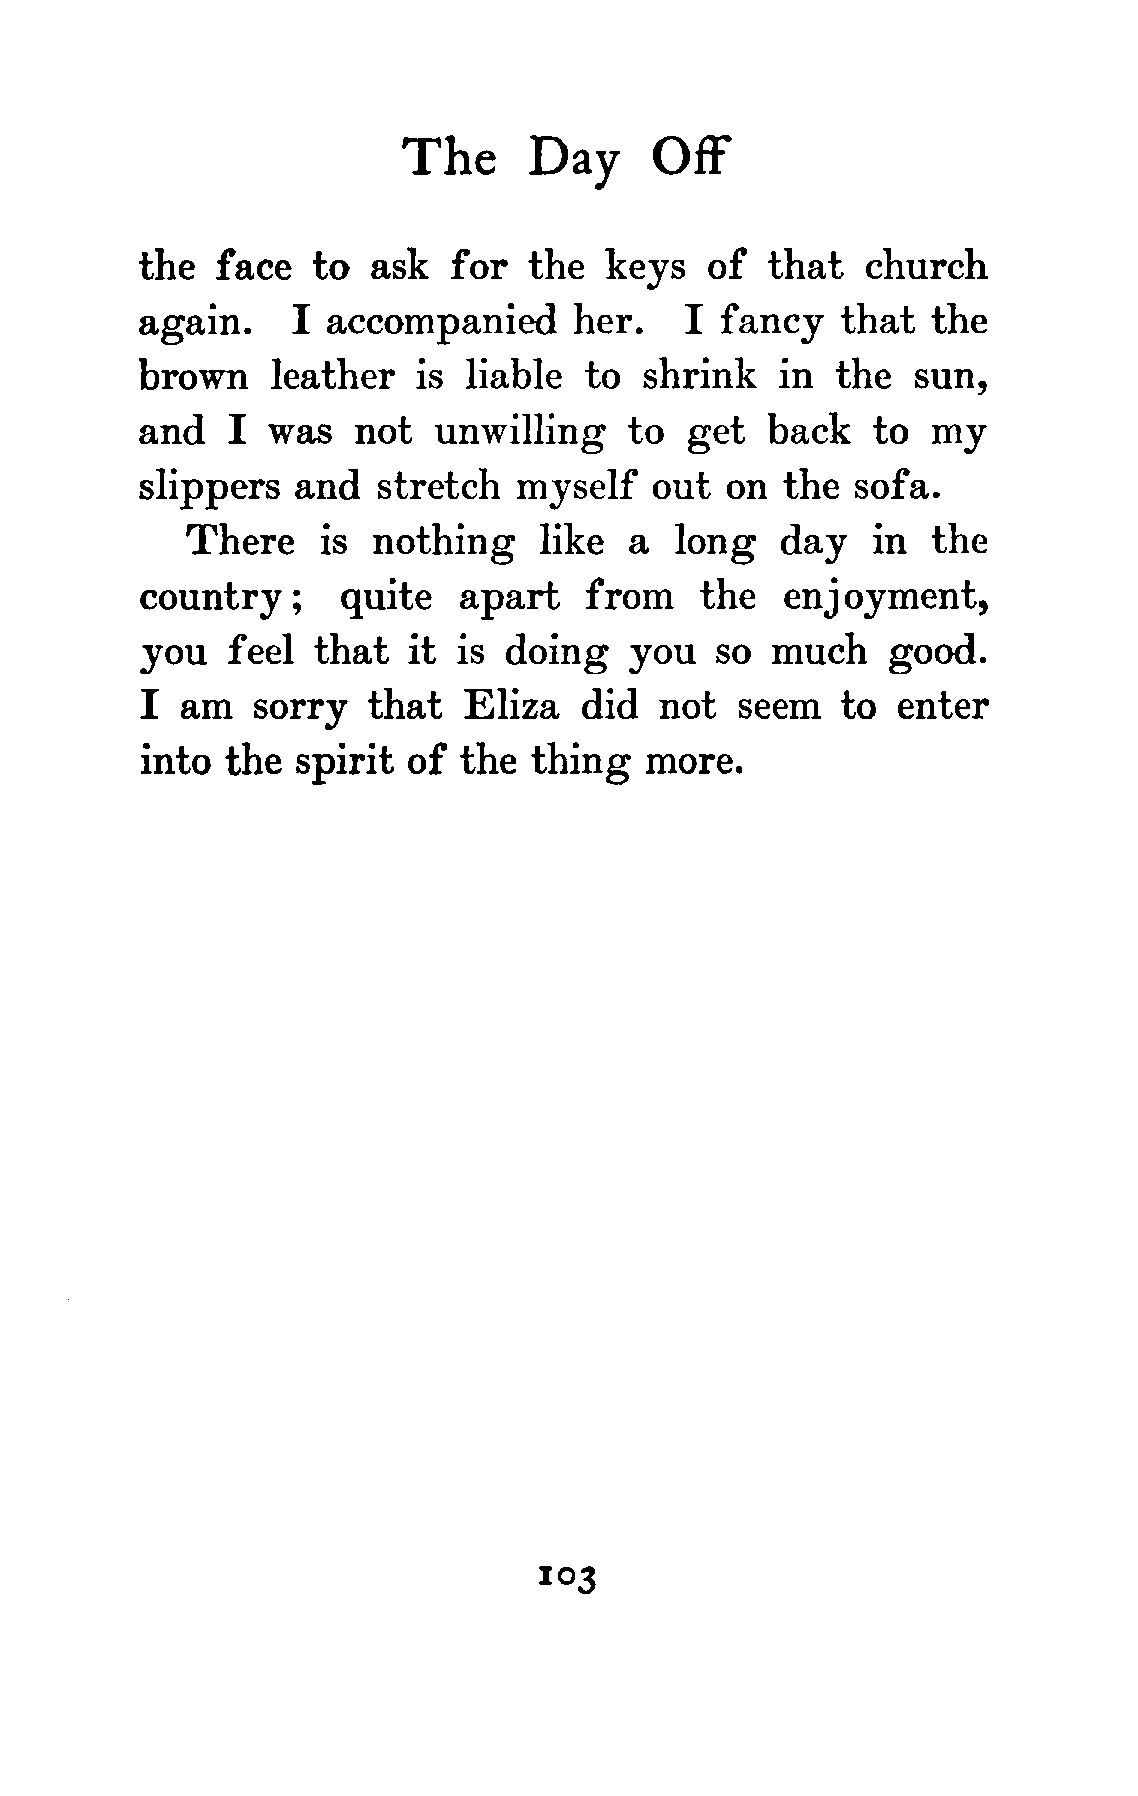 The Day Off
the face to ask for the keys of that church
again. I accompanied her. I fancy that the
brown leather is liable to shrink in the sun,
and I was not unwilling to get back to my
slippers and stretch myself out on the sofa.
There is nothing like a long day in the
country; quite apart from the enjoyment,
you feel that it is doing you so much good.
I am sorry that Eliza did not seem to enter
into the spirit of the thing more.
103